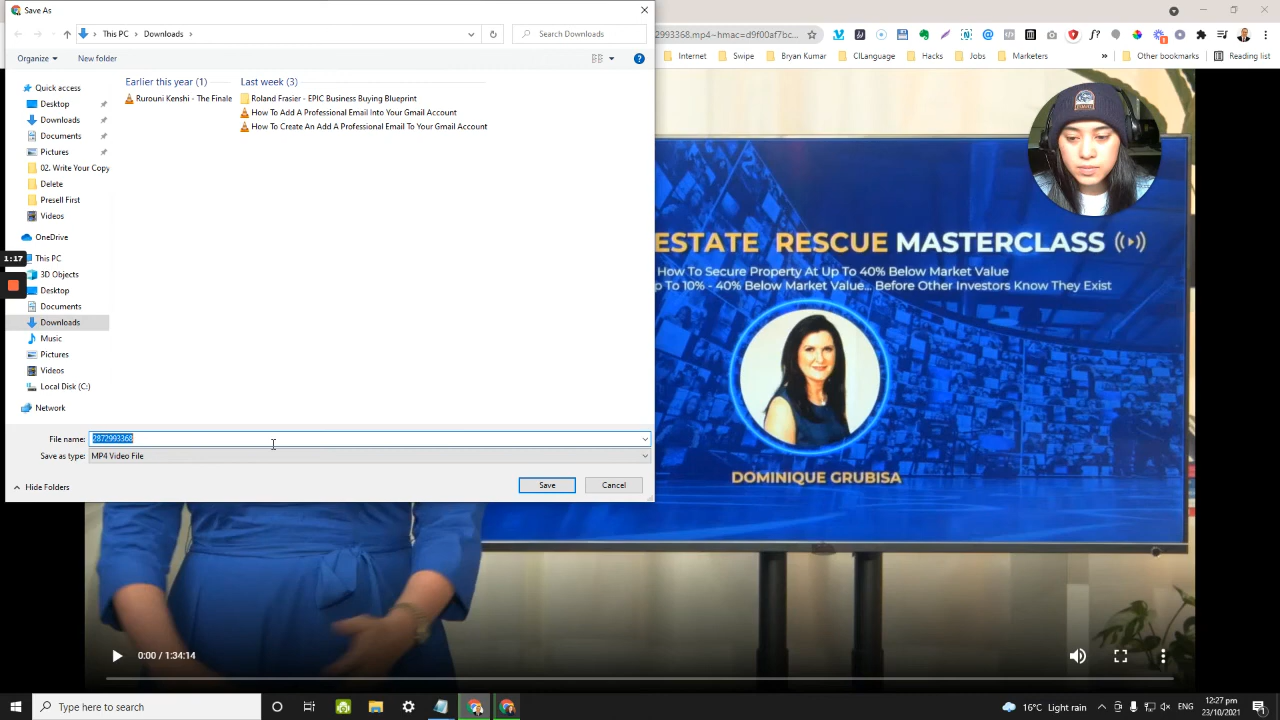 Save As
This PC
Downloads
Search Downloads
2993368.mp4~hmac=d9f00af7bc...
Organize
New folder
Internet
Swipe
Bryan Kumar
CILanguage
Hacks
Jobs
Marketers
»
Other bookmarks
Reading list
Earlier this year (1)
Last week (3)
Rurouni Kenshi - The Finale
Roland Frasier - EPIC Business Buying Blueprint
How To Add A Professional Email Into Your Gmail Account
How To Create An Add A Professional Email To Your Gmail Account
Quick access
Desktop
Downloads
Documents
Pictures
02. Write Your Copy
Delete
Presell First
Videos
OneDrive
This PC
3D Objects
Desktop
Documents
Downloads
Music
Pictures
Videos
Local Disk (C:)
Network
1:17
File name:
2872993368
Save as type:
MP4 Video File
Hide Folders
Save
Cancel
ESTATE RESCUE MASTERCLASS
How To Secure Property At Up To 40% Below Market Value
p To 10% - 40% Below Market Value... Before Other Investors Know They Exist
DOMINIQUE GRUBISA
0:00 / 1:34:14
Type here to search
16°C Light rain
ENG
12:27 pm
23/10/2021